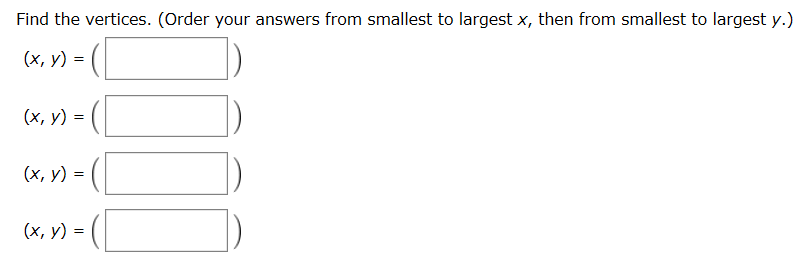 Find the vertices. (Order your answers from smallest to largest x, then from smallest to largest y.)
(x, y) = ( )
(x, y) = ( )
(x, y) = ( )
(x, y) = ( )